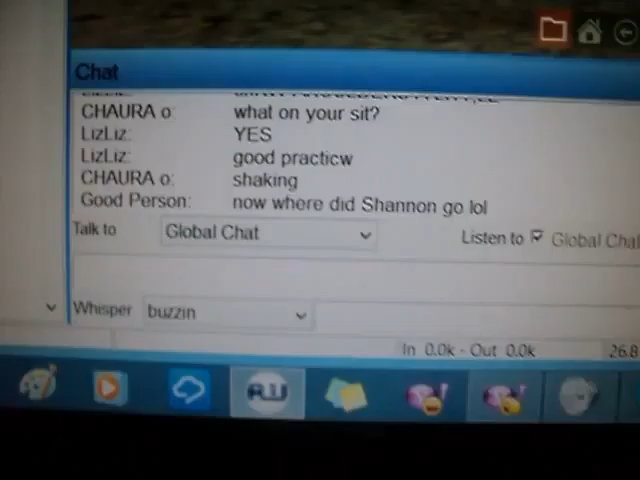 Chat
CHAURA o: what on your sit?
LizLiz: YES
LizLiz: good practicw
CHAURA o: shaking
Good Person: now where did Shannon go lol
Talk to Global Chat Listen to Global Chat
Whisper buzzin
In 0.0k - Out 0.0k 26.8